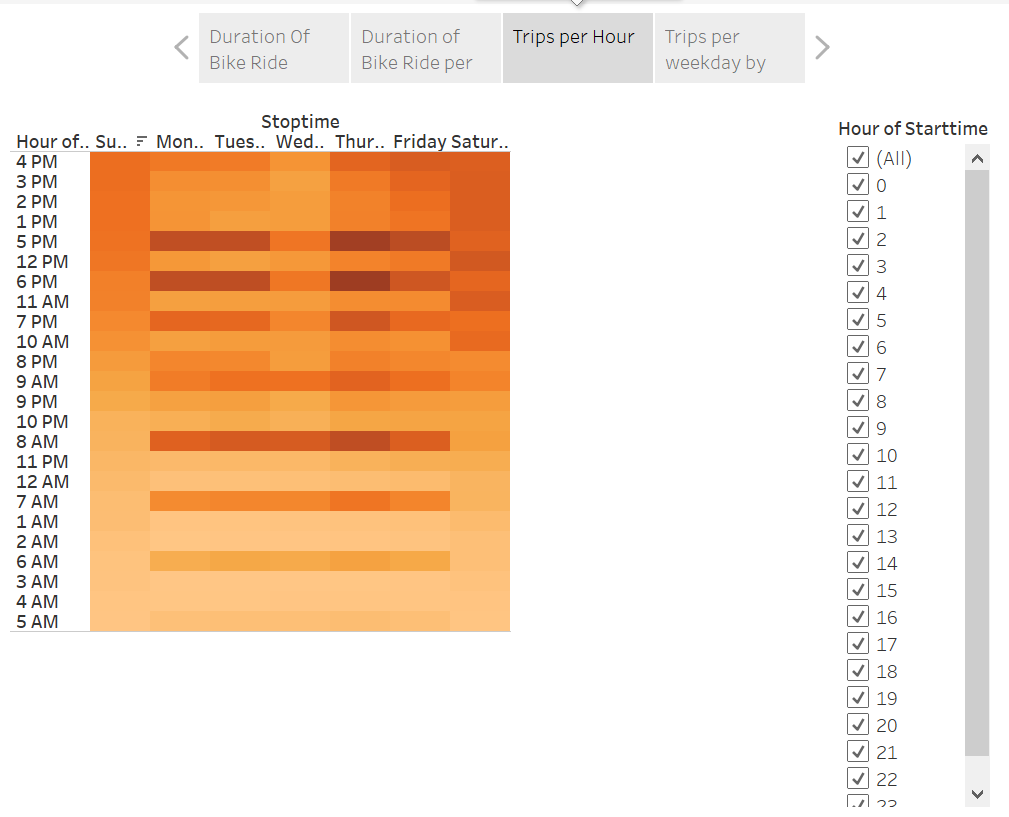 Duration Of
Bike Ride
Duration of
Bike Ride per
Trips per Hour
Trips per
weekday by
Stoptime
Hour of.. Su.. Mon.. Tues.. Wed.. Thur.. Friday Satur..
4 PM
3 PM
2 PM
1 PM
5 PM
12 PM
6 PM
11 AM
7 PM
10 AM
8 PM
9 AM
9 PM
10 PM
8 AM
11 PM
12 AM
7 AM
1 AM
2 AM
6 AM
3 AM
4 AM
5 AM
Hour of Starttime
(All)
0
1
2
3
4
5
6
7
8
9
10
11
12
13
14
15
16
17
18
19
20
21
22
23